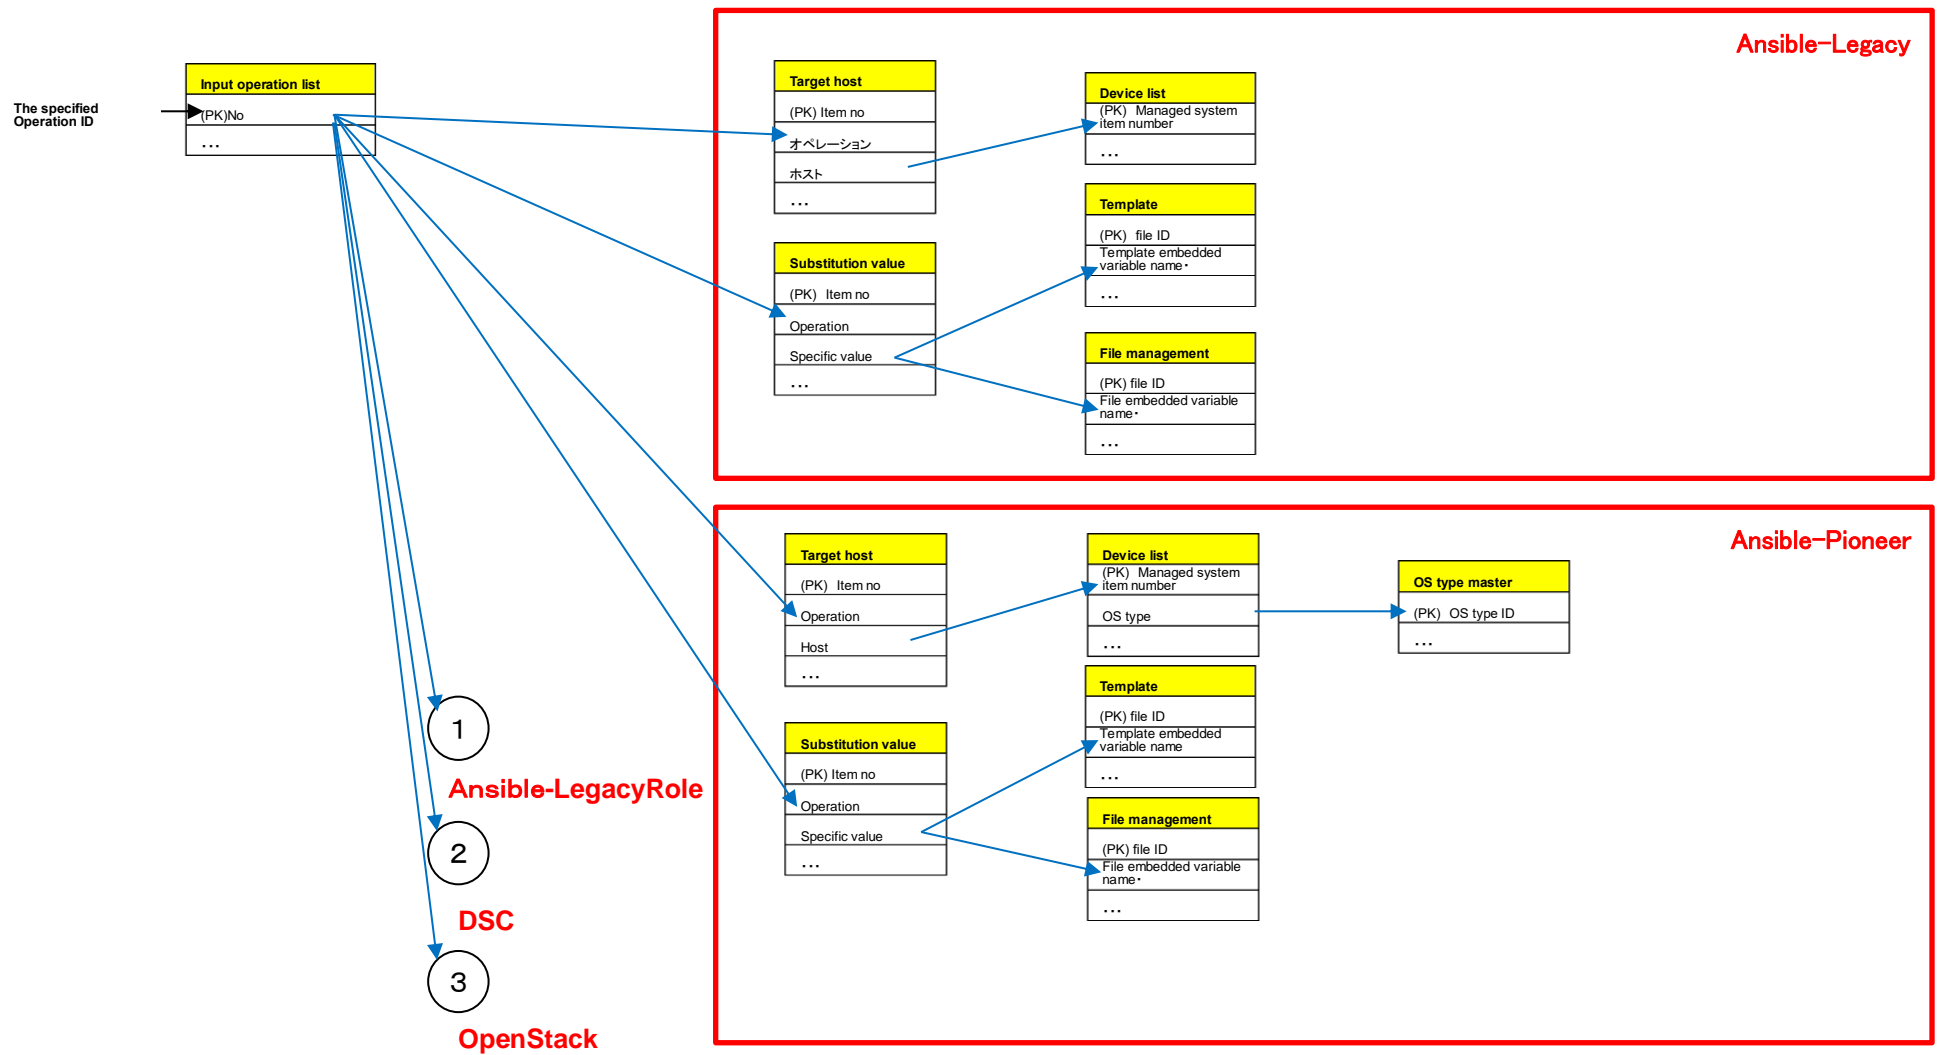 The specified
Operation ID
Input operation list
(PK)No
…
Ansible-Legacy
Target host
(PK) Item no
オペレーション
ホスト
…
Device list
(PK) Managed system
item number
…
Substitution value
(PK) Item no
Operation
Specific value
…
Template
(PK) file ID
Template embedded
variable name・
…
File management
(PK) file ID
File embedded variable
name・
…
Ansible-Pioneer
Target host
(PK) Item no
Operation
Host
…
Device list
(PK) Managed system
item number
OS type
…
OS type master
(PK) OS type ID
…
Substitution value
(PK) Item no
Operation
Specific value
…
Template
(PK) file ID
Template embedded
variable name
…
File management
(PK) file ID
File embedded variable
name・
…
1
Ansible-LegacyRole
2
DSC
3
OpenStack